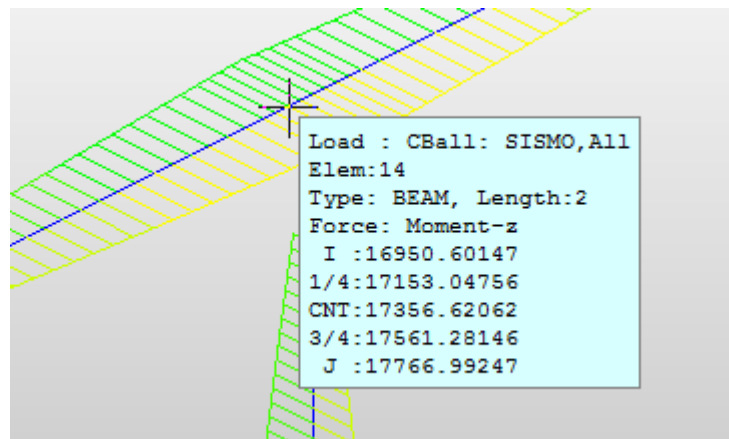 Load : CBall: SISMO,All
Elem:14
Type: BEAM, Length:2
Force: Moment-z
I :16950.60147
1/4:17153.04756
CNT:17356.62062
3/4:17561.28146
J :17766.99247